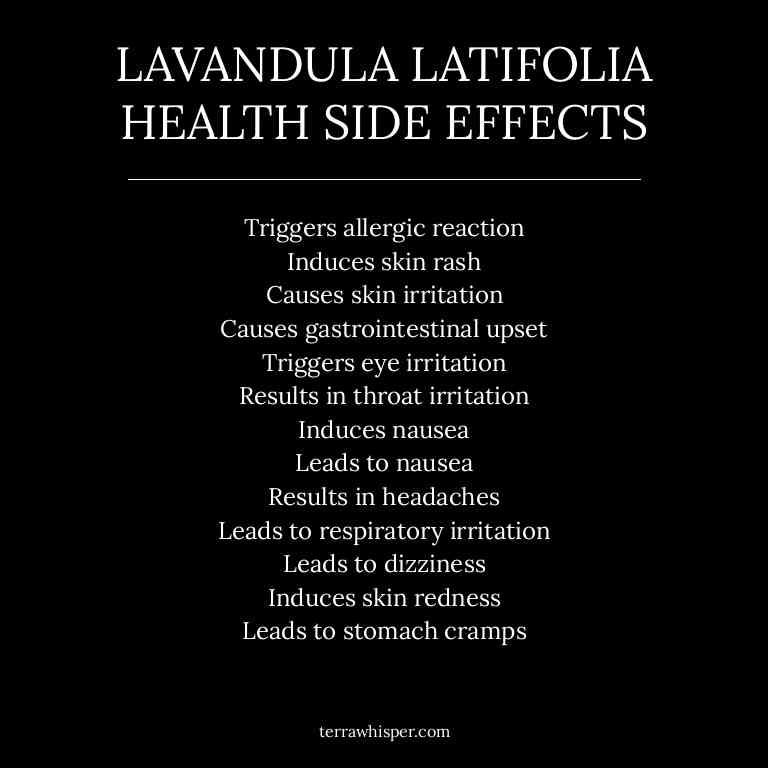 LAVANDULA LATIFOLIA
HEALTH SIDE EFFECTS
Triggers allergic reaction
Induces skin rash
Causes skin irritation
Causes gastrointestinal upset
Triggers eye irritation
Results in throat irritation
Induces nausea
Leads to nausea
Results in headaches
Leads to respiratory irritation
Leads to dizziness
Induces skin redness
Leads to stomach cramps
terrawhisper.com